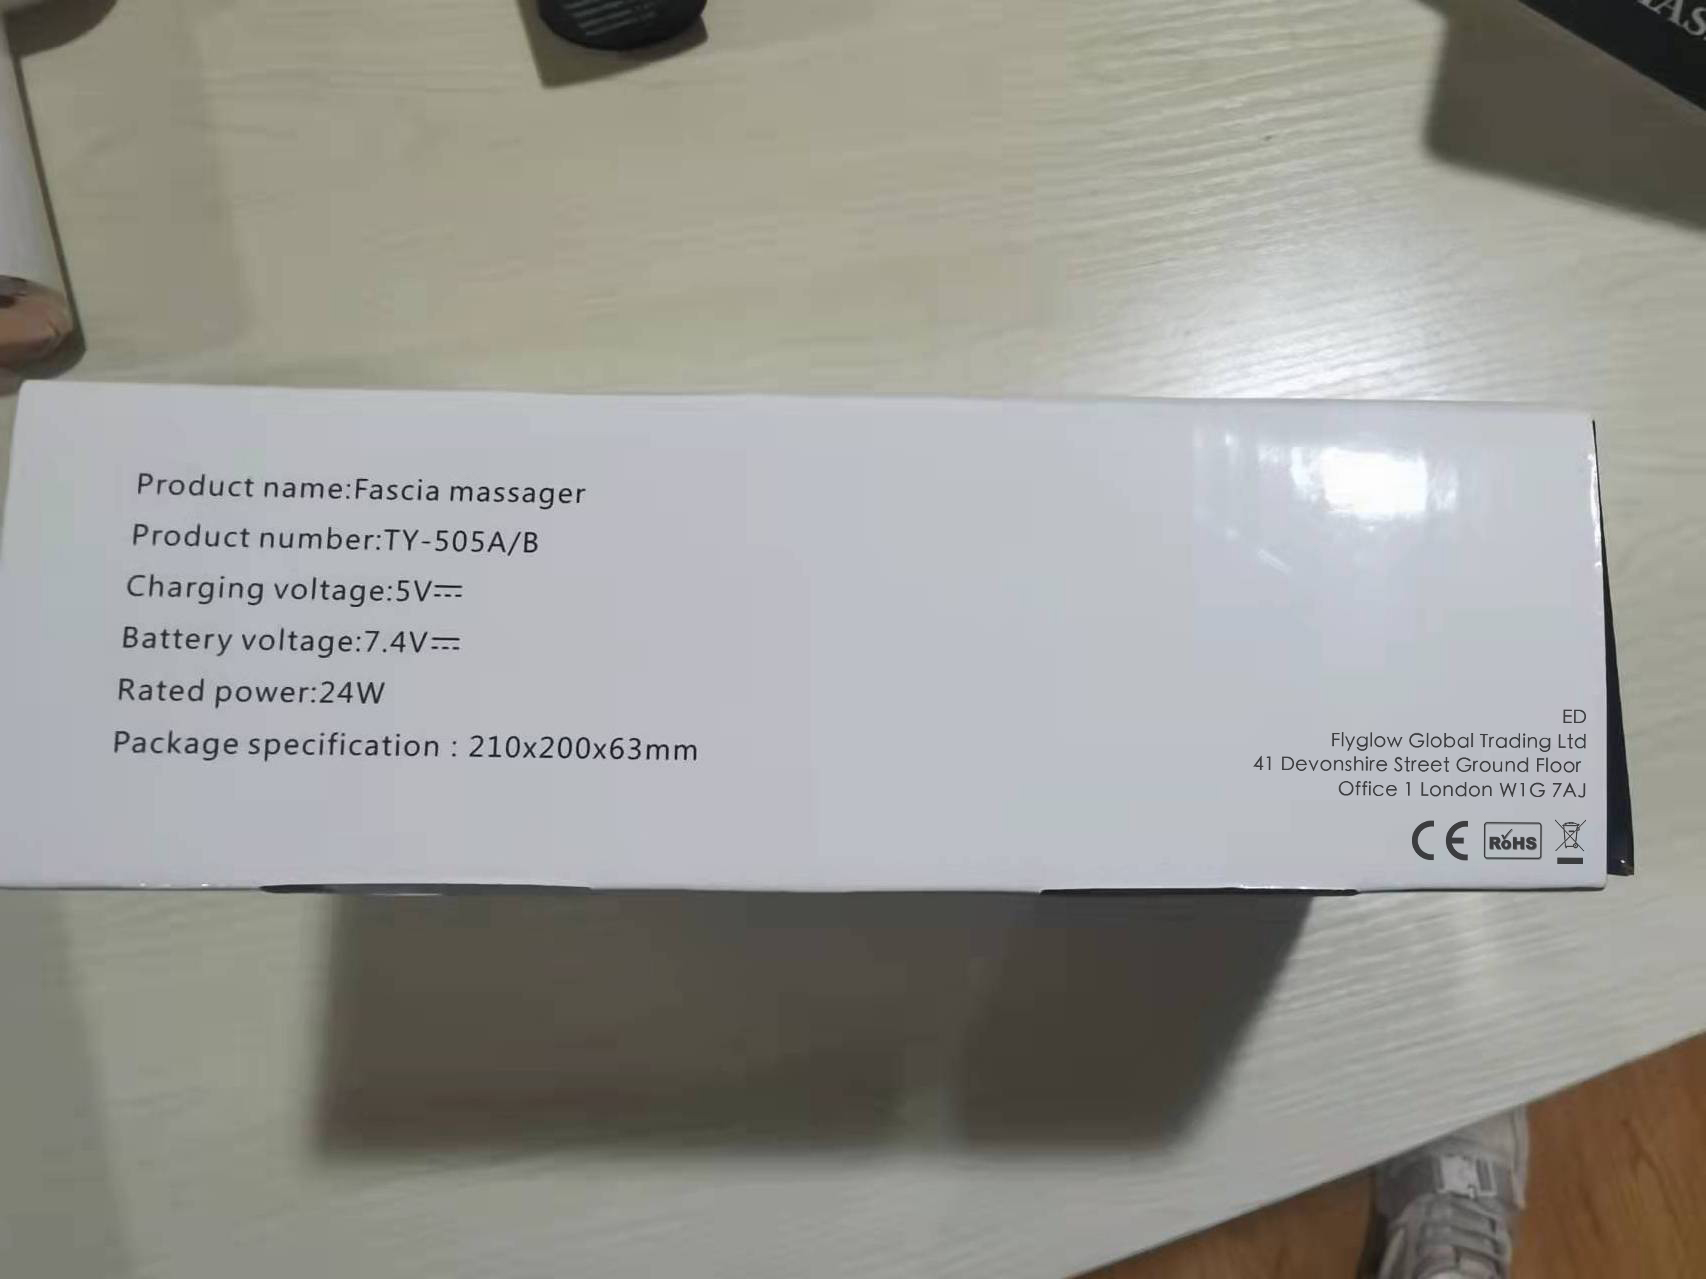 Product name:Fascia massager
Product number:TY-505A/B
Charging voltage:5V⎓
Battery voltage:7.4V⎓
Rated power:24W
Package specification : 210x200x63mm
ED
Flyglow Global Trading Ltd
41 Devonshire Street Ground Floor
Office 1 London W1G 7AJ
CE RoHS